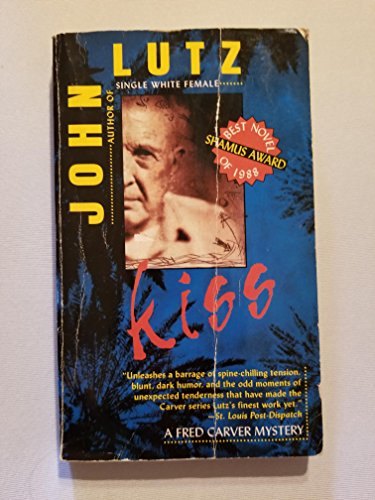 JOHN LUTZ
AUTHOR OF
SINGLE WHITE FEMALE
BEST NOVEL
SHAMUS AWARD
OF 1988
kiss
"Unleashes a barrage of spine-chilling tension,
blunt, dark humor, and the odd moments of
unexpected tenderness that have made the
Carver series Lutz's finest work yet."
—St. Louis Post-Dispatch
A FRED CARVER MYSTERY